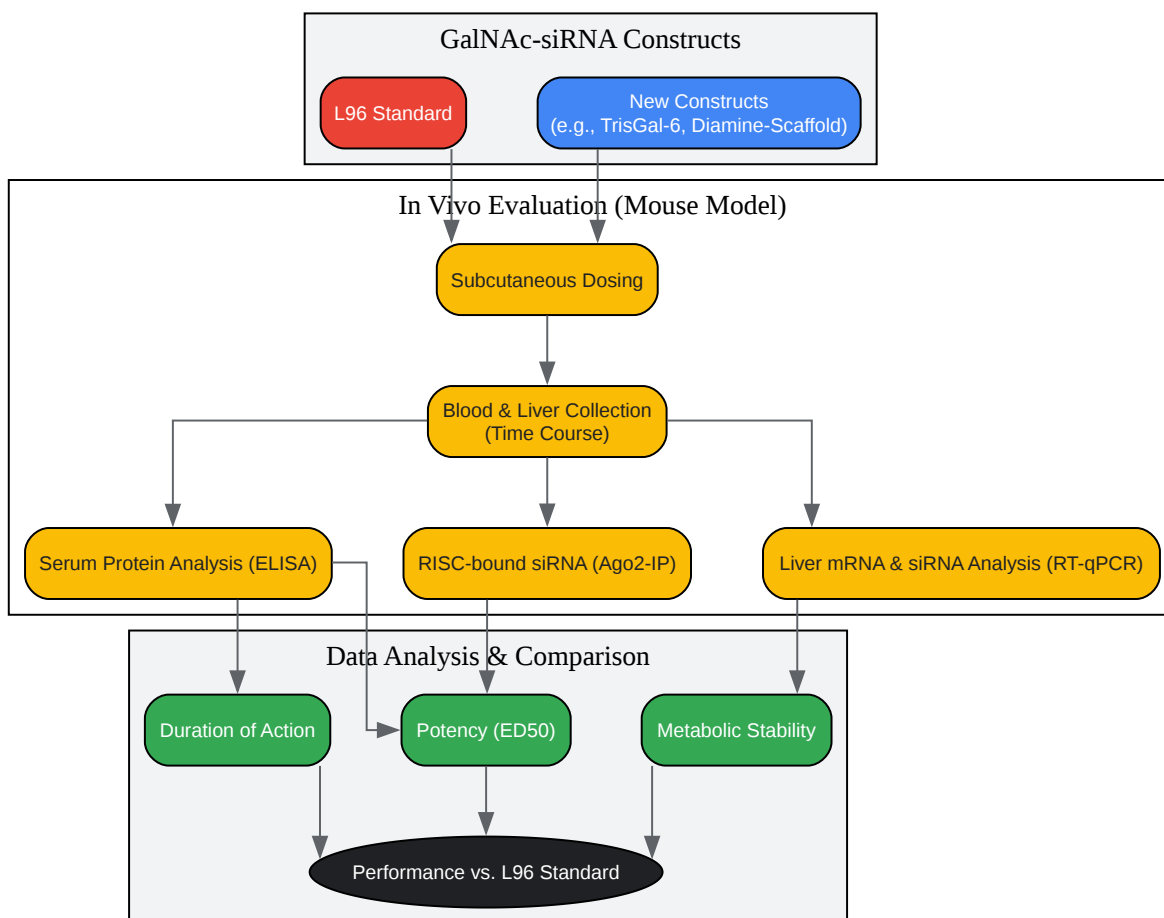 GalNAc-siRNA Constructs
L96 Standard
New Constructs
(e.g., TrisGal-6, Diamine-Scaffold)
In Vivo Evaluation (Mouse Model)
Subcutaneous Dosing
Blood & Liver Collection
(Time Course)
Serum Protein Analysis (ELISA)
RISC-bound siRNA (Ago2-IP)
Liver mRNA & siRNA Analysis (RT-qPCR)
Data Analysis & Comparison
Duration of Action
Potency (ED50)
Metabolic Stability
Performance vs. L96 Standard